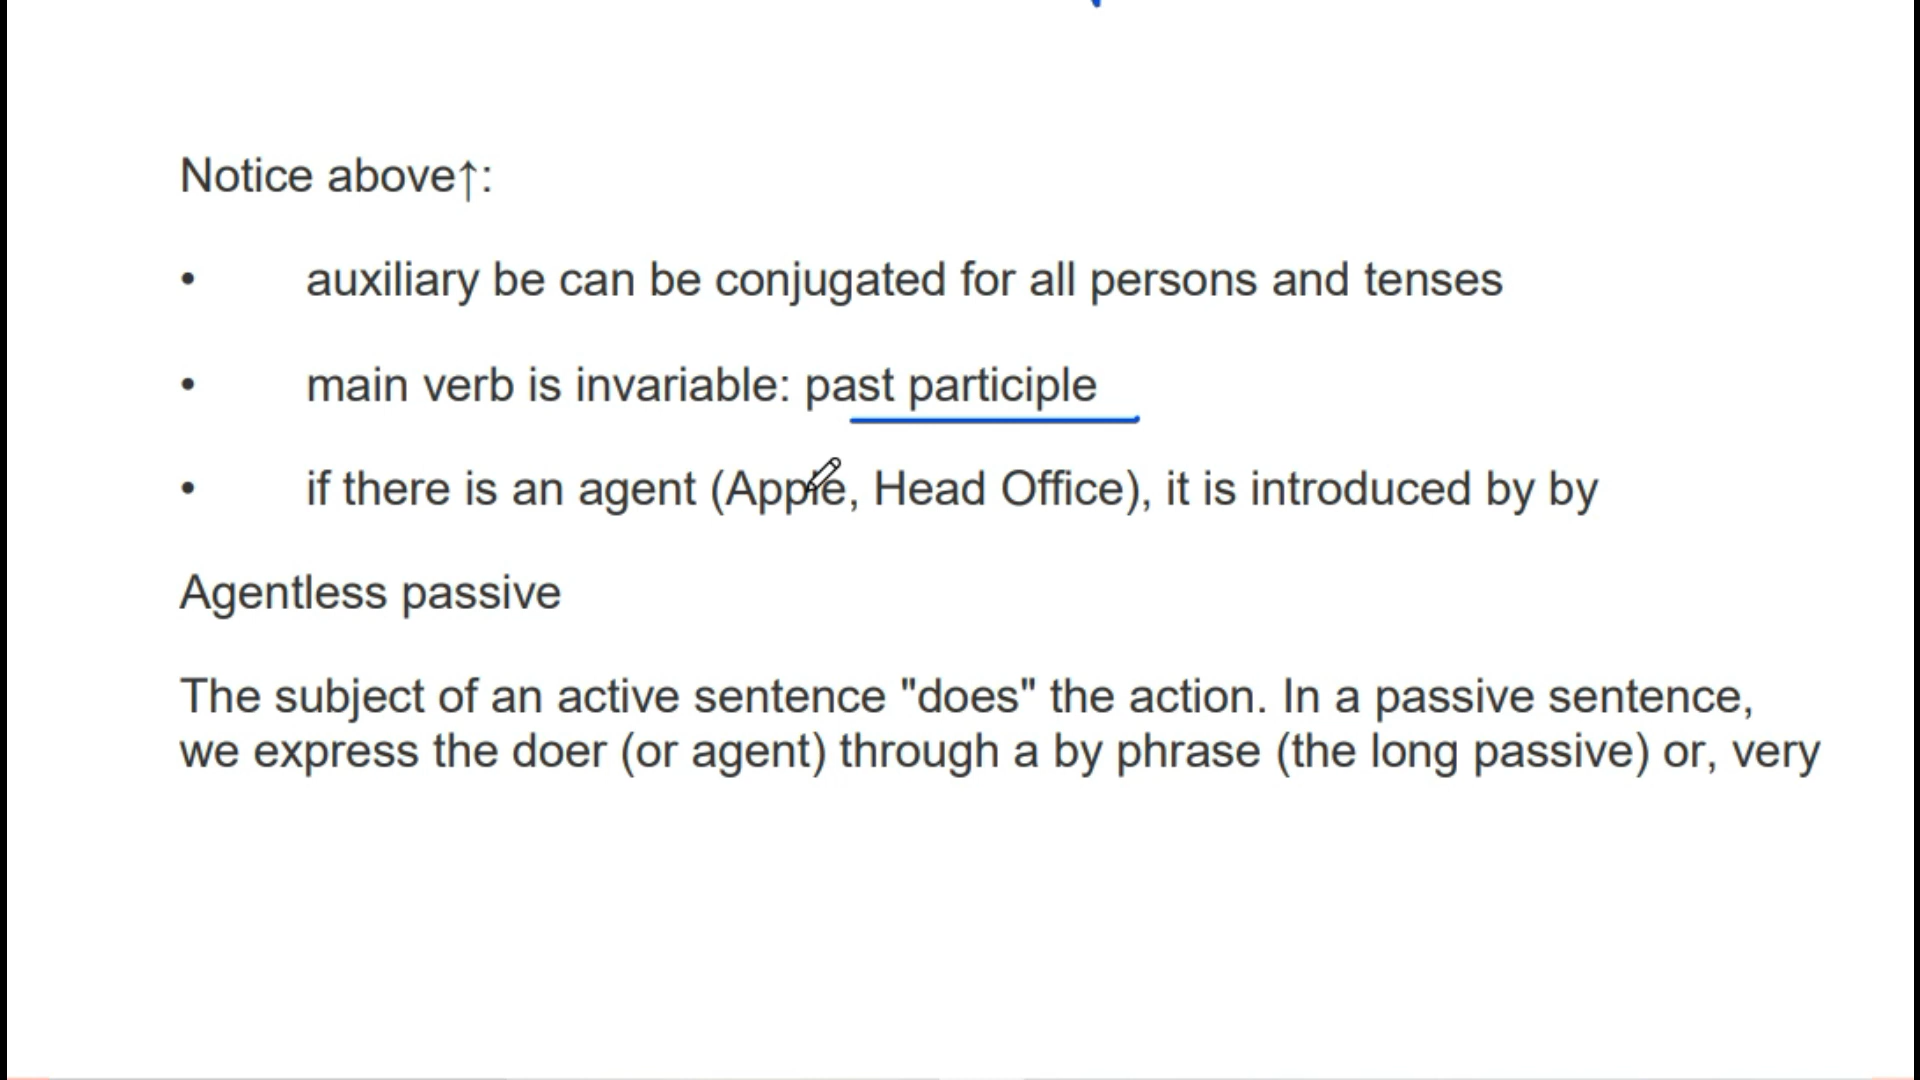 Notice above↑:
• auxiliary be can be conjugated for all persons and tenses
• main verb is invariable: past participle
• if there is an agent (Apple, Head Office), it is introduced by by
Agentless passive
The subject of an active sentence "does" the action. In a passive sentence,
we express the doer (or agent) through a by phrase (the long passive) or, very